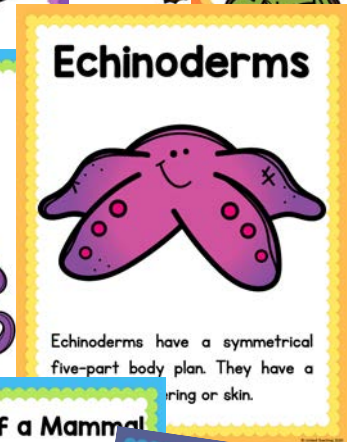 Echinoderms
Echinoderms have a symmetrical
five-part body plan. They have a
ring or skin.
f a Mammal